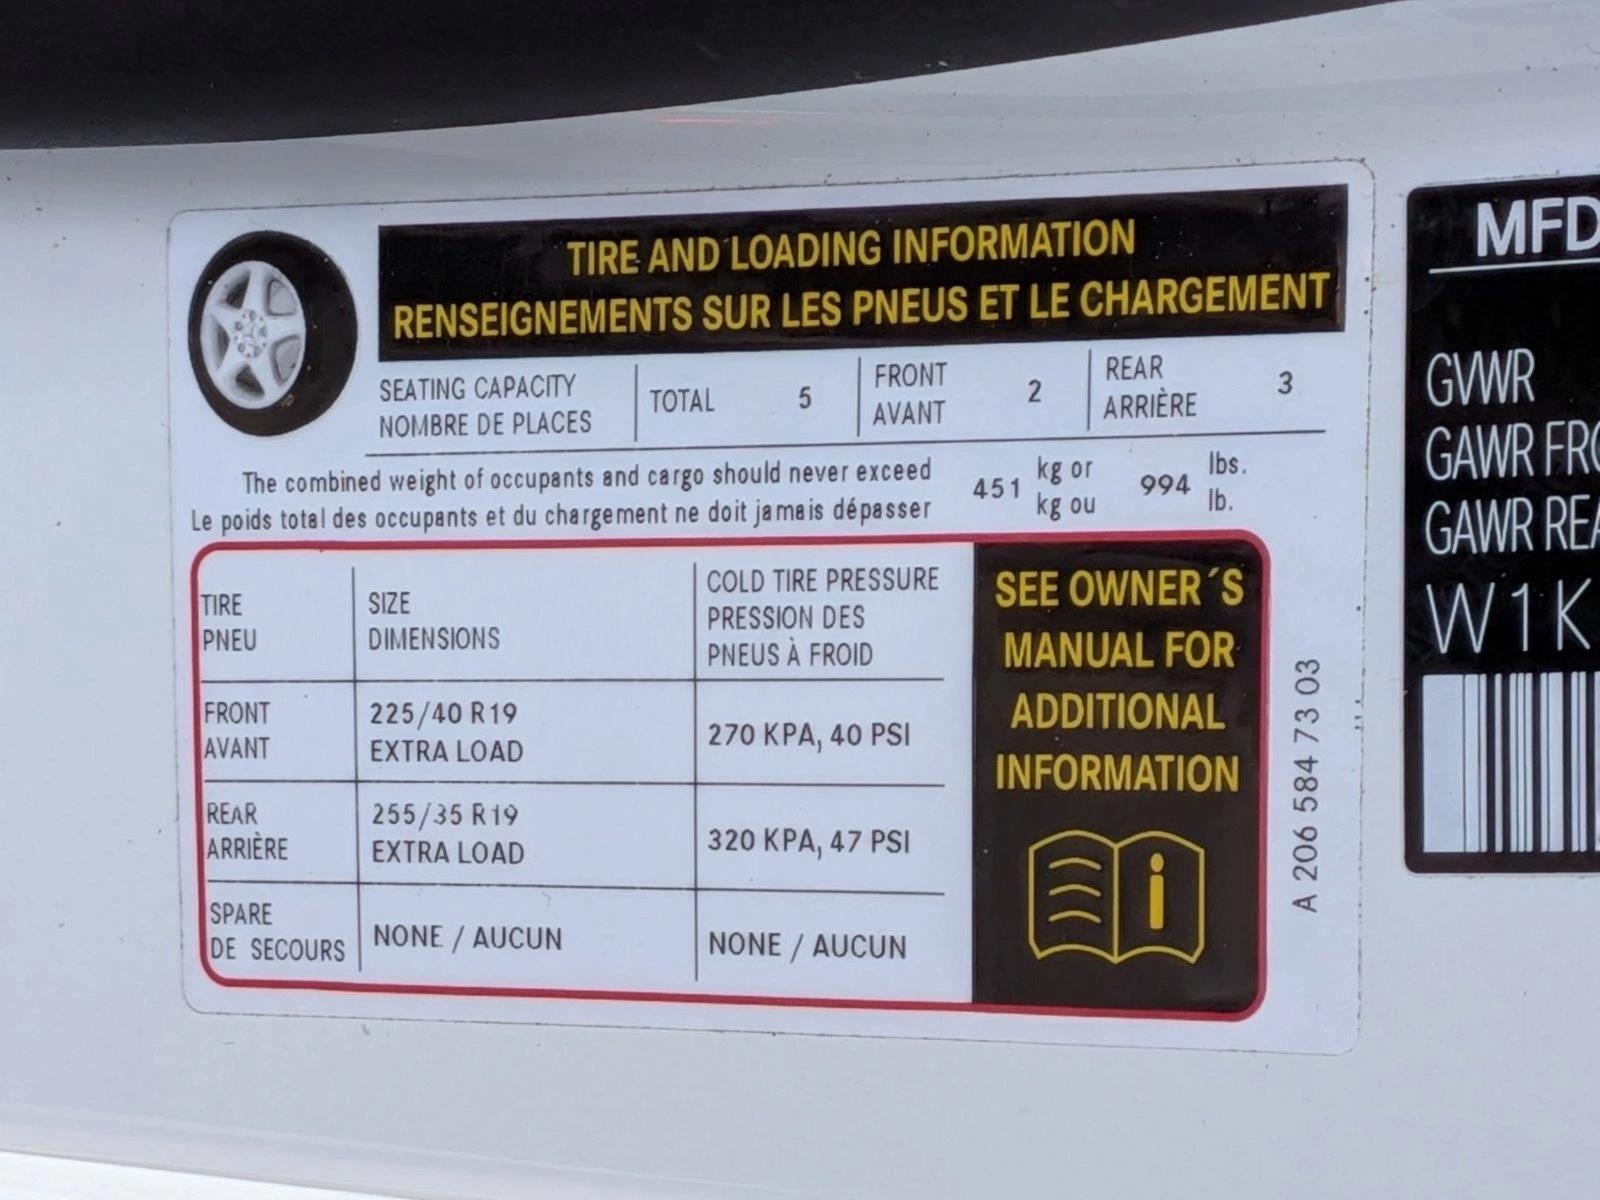 TIRE AND LOADING INFORMATION
RENSEIGNEMENTS SUR LES PNEUS ET LE CHARGEMENT
SEATING CAPACITY
NOMBRE DE PLACES
TOTAL 5
FRONT
AVANT
2
REAR
ARRIÈRE
3
The combined weight of occupants and cargo should never exceed
Le poids total des occupants et du chargement ne doit jamais dépasser
451
kg or
kg ou
994
lbs.
lb.
TIRE
PNEU
SIZE
DIMENSIONS
COLD TIRE PRESSURE
PRESSION DES
PNEUS À FROID
FRONT
AVANT
225/40 R19
EXTRA LOAD
270 KPA, 40 PSI
REAR
ARRIÈRE
255/35 R19
EXTRA LOAD
320 KPA, 47 PSI
SPARE
DE SECOURS
NONE / AUCUN
NONE / AUCUN
SEE OWNER´S
MANUAL FOR
ADDITIONAL
INFORMATION
A 206 584 73 03
MFD
GVWR
GAWR FRO
GAWR REA
W1K